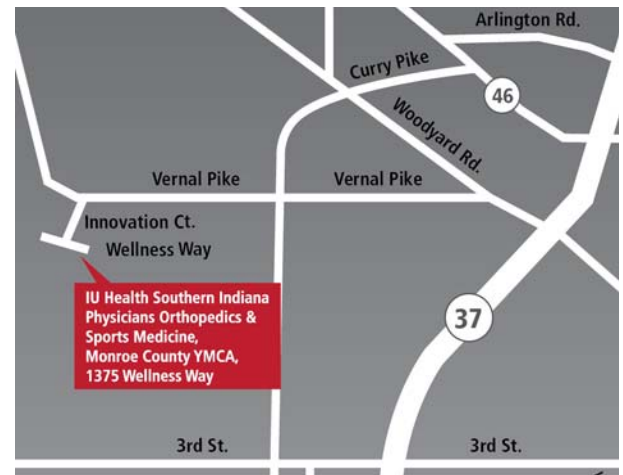 Arlington Rd.
Curry Pike
46
Woodyard Rd.
Vernal Pike
Vernal Pike
Innovation Ct.
Wellness Way
IU Health Southern Indiana
Physicians Orthopedics &
Sports Medicine,
Monroe County YMCA,
1375 Wellness Way
37
3rd St.
3rd St.